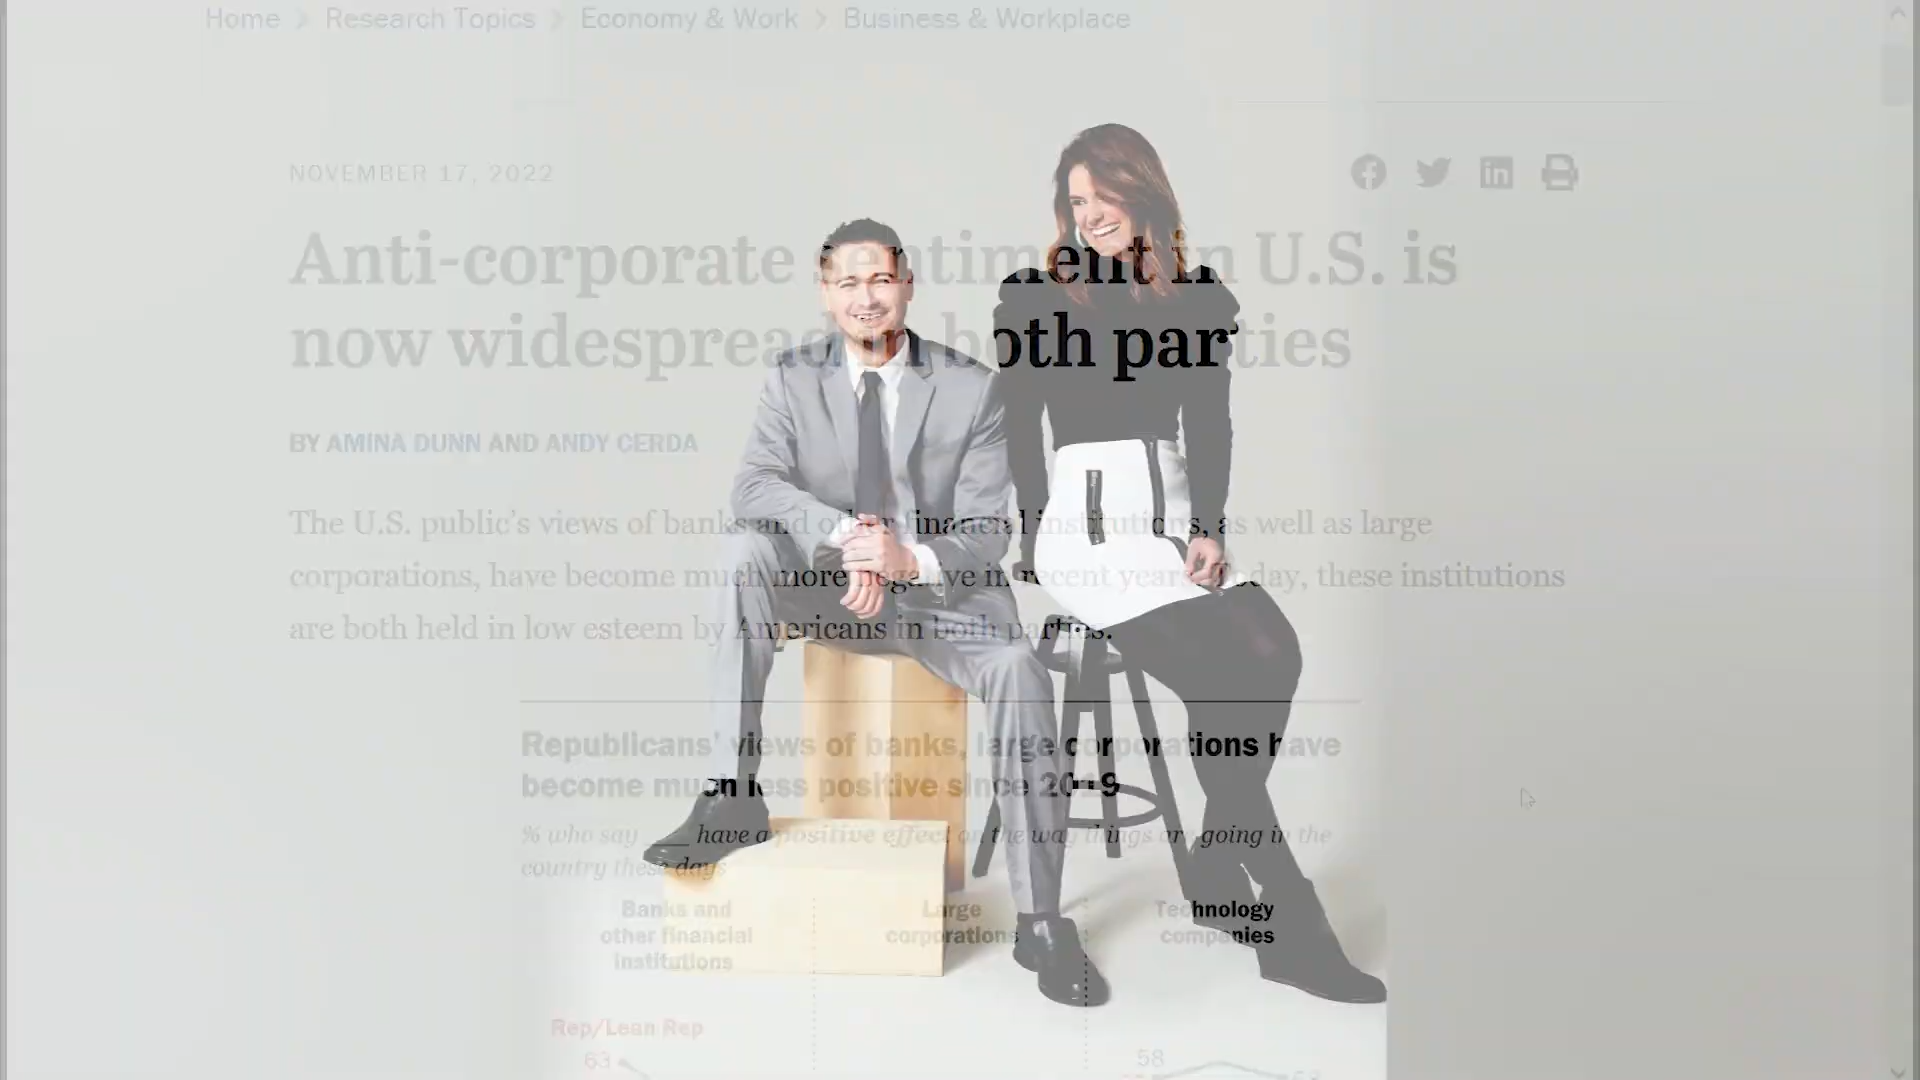 Home > Research Topics > Economy & Work > Business & Workplace
NOVEMBER 17, 2022
Anti-corporate sentiment in U.S. is
now widespread in both parties
BY AMINA DUNN AND ANDY CERDA
The U.S. public's views of banks and other financial institutions, as well as large
corporations, have become much more negative in recent years. Today, these institutions
are both held in low esteem by Americans in both parties.
Republicans' views of banks, large corporations have
become much less positive since 2019
% who say ___ have a positive effect on the way things are going in the
country these days
Banks and
other financial
institutions
Large
corporations
Technology
companies
Rep/Lean Rep
63
58